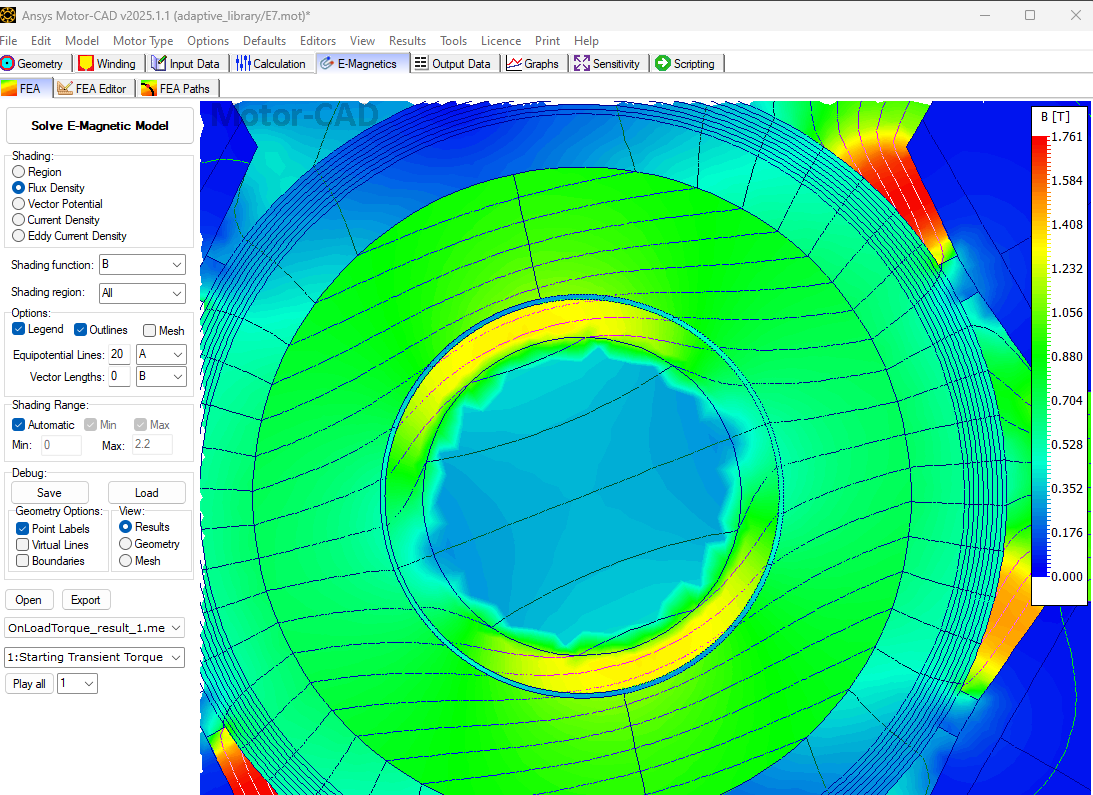 Ansys Motor-CAD v2025.1.1 (adaptive_library/E7.mot)*
File Edit Model Motor Type Options Defaults Editors View Results Tools Licence Print Help
Geometry Winding Input Data Calculation E-Magnetics Output Data Graphs Sensitivity Scripting
FEA FEA Editor FEA Paths
Solve E-Magnetic Model
Shading:
Region
Flux Density
Vector Potential
Current Density
Eddy Current Density
Shading function: B
Shading region: All
Options:
Legend Outlines Mesh
Equipotential Lines: 20 A
Vector Lengths: 0 B
Shading Range:
Automatic Min Max
Min: 0 Max: 2.2
Debug:
Save Load
Geometry Options:
Point Labels
Virtual Lines
Boundaries
View:
Results
Geometry
Mesh
Open Export
OnLoadTorque_result_1.me
1:Starting Transient Torque
Play all 1
Motor-CAD
B [T]
1.761
1.584
1.408
1.232
1.056
0.880
0.704
0.528
0.352
0.176
0.000